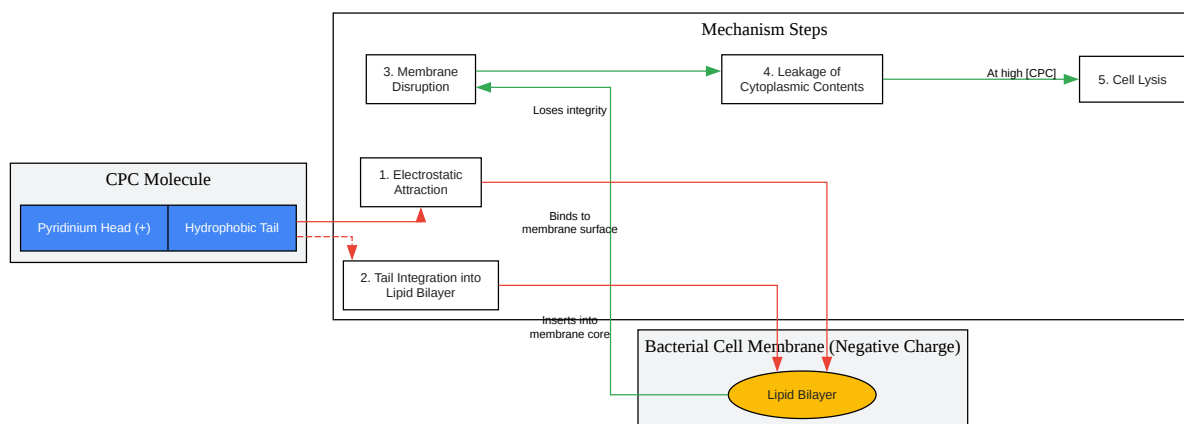 Mechanism Steps
3. Membrane
Disruption
4. Leakage of
Cytoplasmic Contents
At high [CPC]
5. Cell Lysis
Loses integrity
CPC Molecule
Pyridinium Head (+)
Hydrophobic Tail
1. Electrostatic
Attraction
Binds to
membrane surface
2. Tail Integration into
Lipid Bilayer
Inserts into
membrane core
Bacterial Cell Membrane (Negative Charge)
Lipid Bilayer